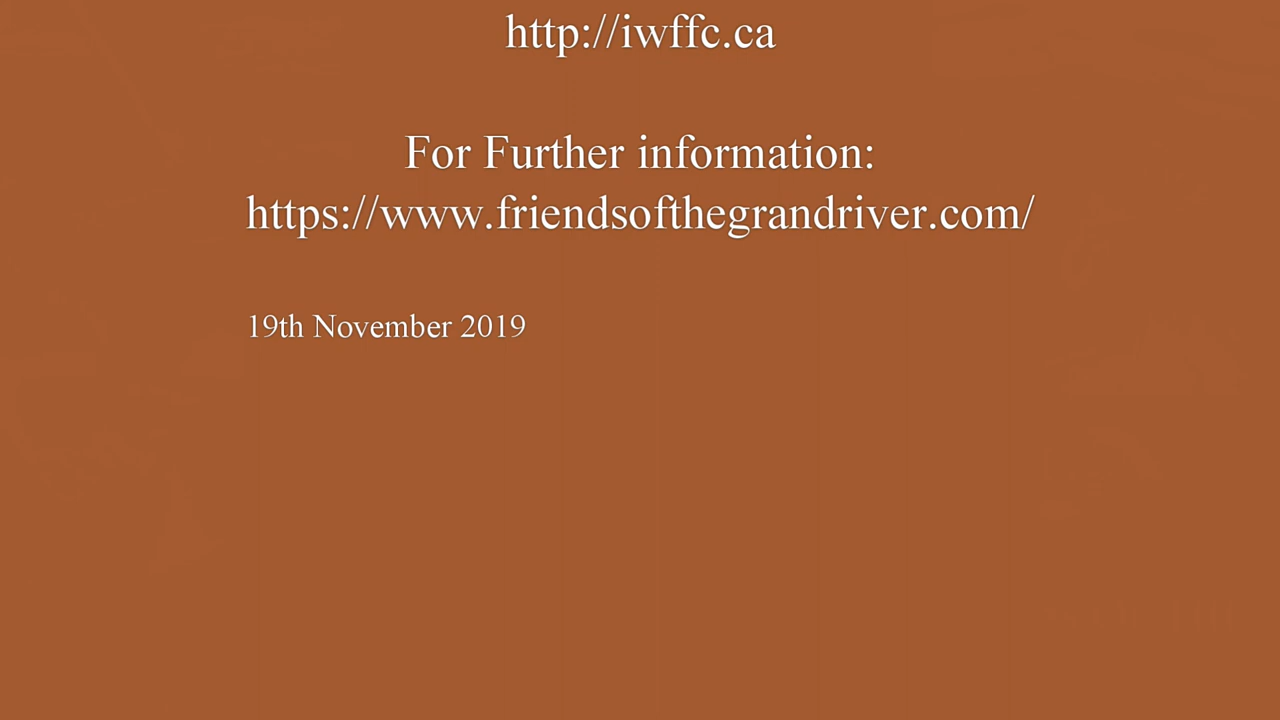 http://iwffc.ca
For Further information:
https://www.friendsofthegrandriver.com/
19th November 2019